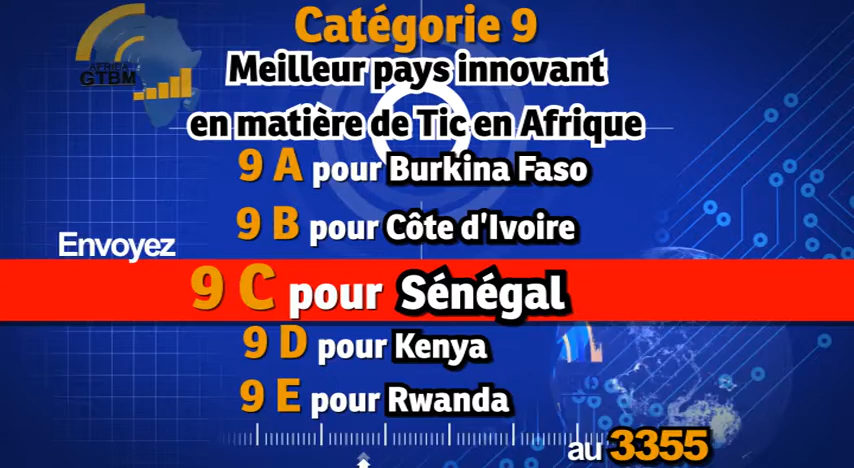 Catégorie 9
AFRICA
GTBM
Meilleur pays innovant
en matière de Tic en Afrique
9 A pour Burkina Faso
9 B pour Côte d'Ivoire
Envoyez
9 C pour Sénégal
9 D pour Kenya
9 E pour Rwanda
au 3355